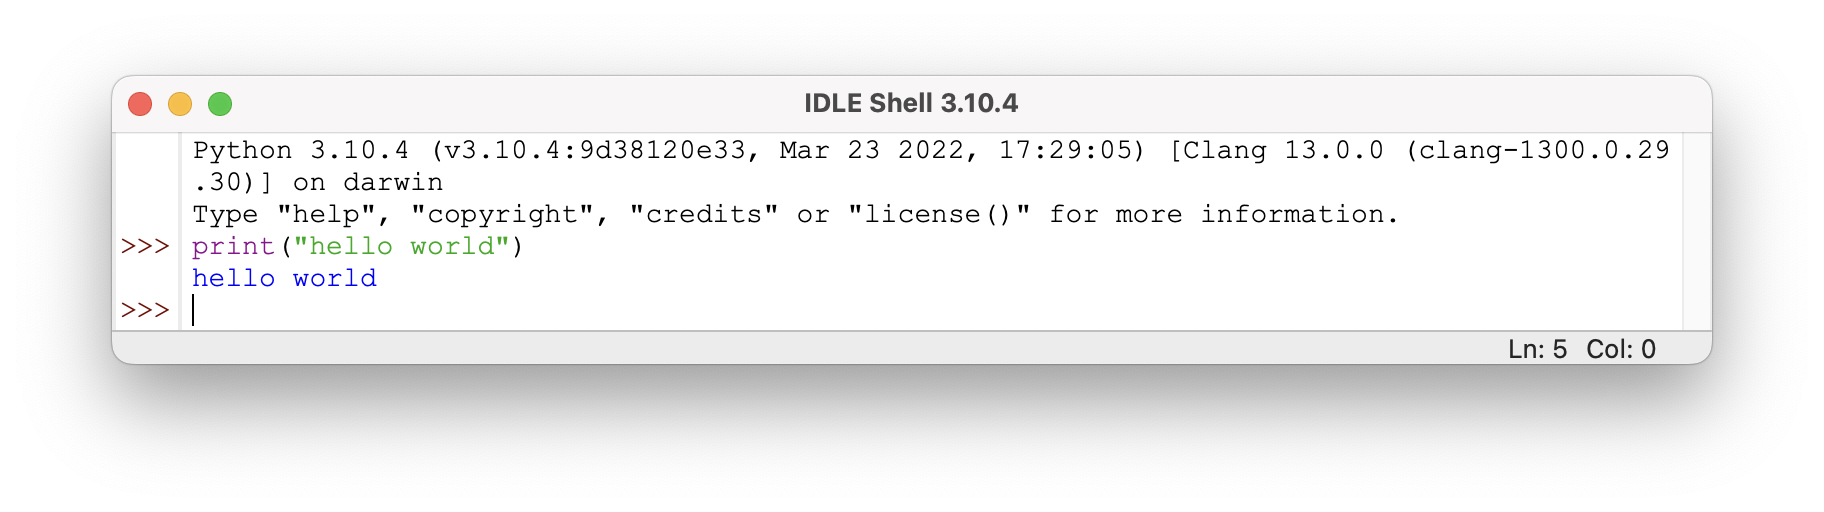 IDLE Shell 3.10.4
Python 3.10.4 (v3.10.4:9d38120e33, Mar 23 2022, 17:29:05) [Clang 13.0.0 (clang-1300.0.29
.30)] on darwin
Type "help", "copyright", "credits" or "license()" for more information.
>>> print("hello world")
hello world
>>>
Ln: 5 Col: 0